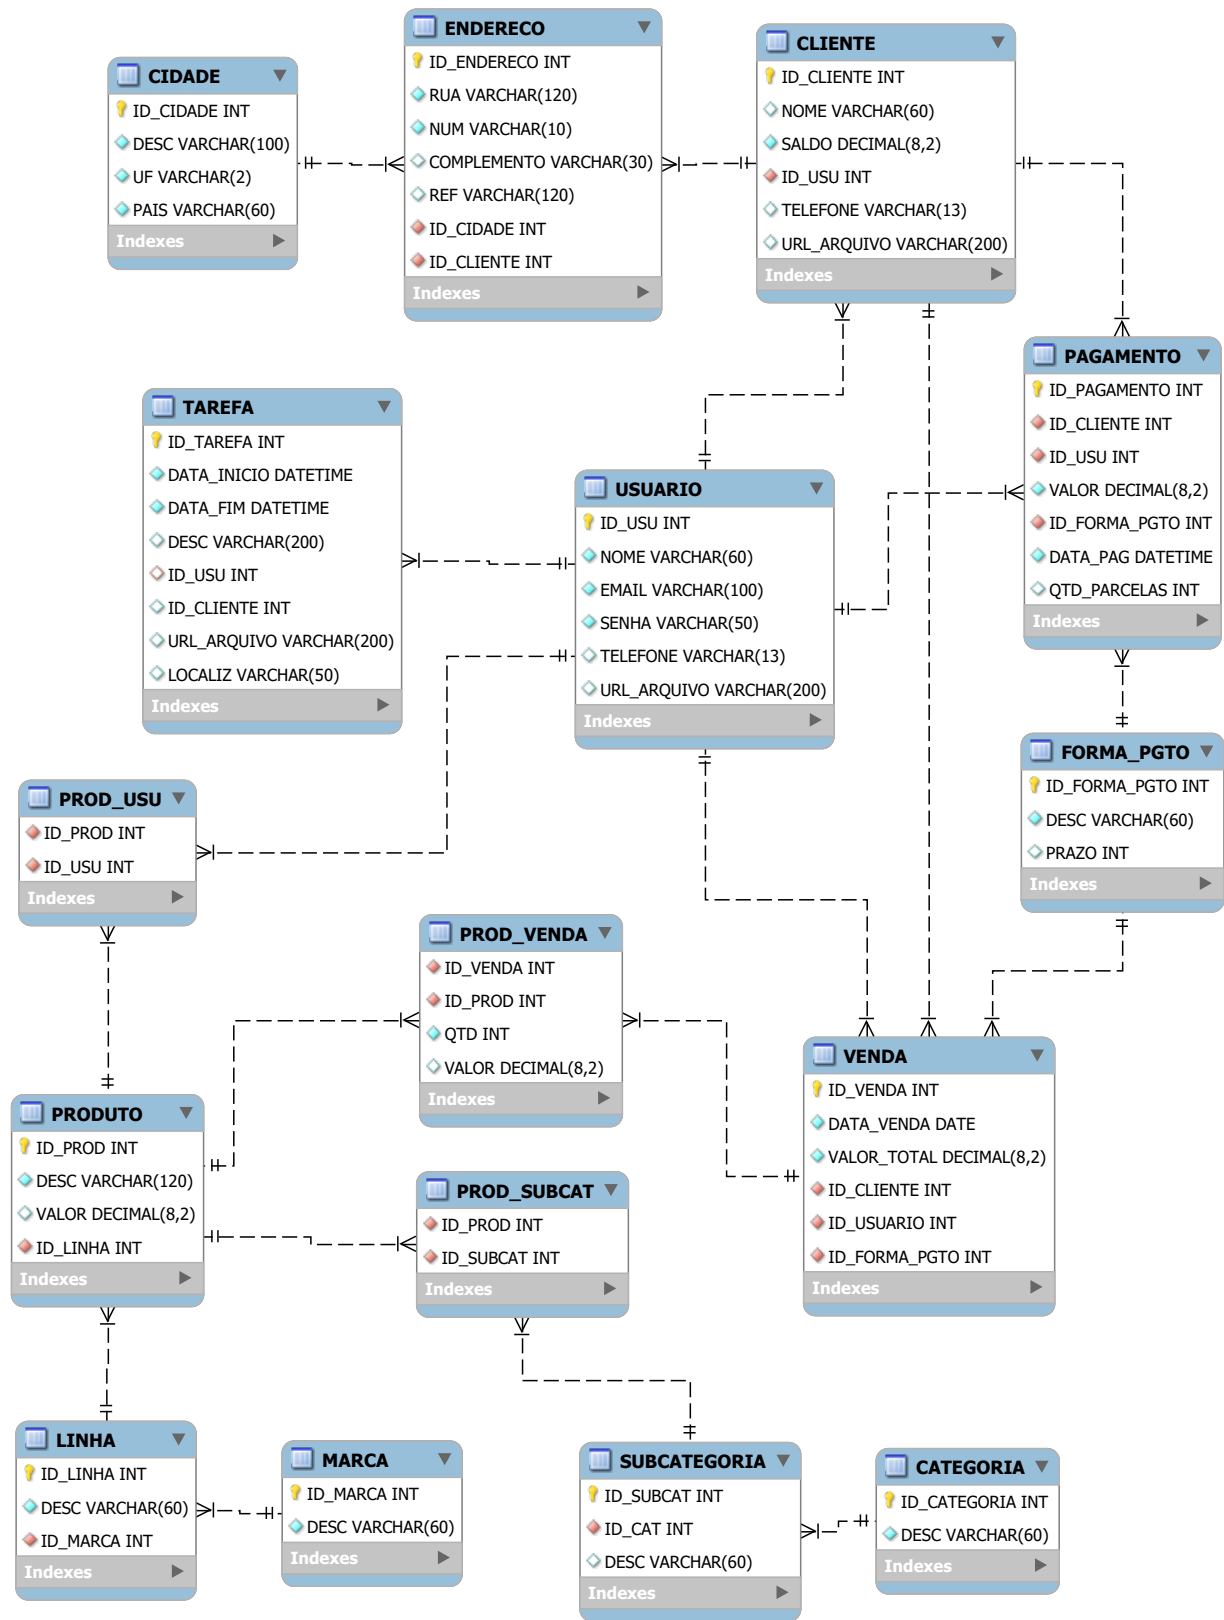 CIDADE
ID_CIDADE INT
DESC VARCHAR(100)
UF VARCHAR(2)
PAIS VARCHAR(60)
Indexes
ENDERECO
ID_ENDERECO INT
RUA VARCHAR(120)
NUM VARCHAR(10)
COMPLEMENTO VARCHAR(30)
REF VARCHAR(120)
ID_CIDADE INT
ID_CLIENTE INT
Indexes
CLIENTE
ID_CLIENTE INT
NOME VARCHAR(60)
SALDO DECIMAL(8,2)
ID_USU INT
TELEFONE VARCHAR(13)
URL_ARQUIVO VARCHAR(200)
Indexes
PAGAMENTO
ID_PAGAMENTO INT
ID_CLIENTE INT
ID_USU INT
VALOR DECIMAL(8,2)
ID_FORMA_PGTO INT
DATA_PAG DATETIME
QTD_PARCELAS INT
Indexes
TAREFA
ID_TAREFA INT
DATA_INICIO DATETIME
DATA_FIM DATETIME
DESC VARCHAR(200)
ID_USU INT
ID_CLIENTE INT
URL_ARQUIVO VARCHAR(200)
LOCALIZ VARCHAR(50)
Indexes
USUARIO
ID_USU INT
NOME VARCHAR(60)
EMAIL VARCHAR(100)
SENHA VARCHAR(50)
TELEFONE VARCHAR(13)
URL_ARQUIVO VARCHAR(200)
Indexes
FORMA_PGTO
ID_FORMA_PGTO INT
DESC VARCHAR(60)
PRAZO INT
Indexes
PROD_USU
ID_PROD INT
ID_USU INT
Indexes
PROD_VENDA
ID_VENDA INT
ID_PROD INT
QTD INT
VALOR DECIMAL(8,2)
Indexes
VENDA
ID_VENDA INT
DATA_VENDA DATE
VALOR_TOTAL DECIMAL(8,2)
ID_CLIENTE INT
ID_USUARIO INT
ID_FORMA_PGTO INT
Indexes
PRODUTO
ID_PROD INT
DESC VARCHAR(120)
VALOR DECIMAL(8,2)
ID_LINHA INT
Indexes
PROD_SUBCAT
ID_PROD INT
ID_SUBCAT INT
Indexes
LINHA
ID_LINHA INT
DESC VARCHAR(60)
ID_MARCA INT
Indexes
MARCA
ID_MARCA INT
DESC VARCHAR(60)
Indexes
SUBCATEGORIA
ID_SUBCAT INT
ID_CAT INT
DESC VARCHAR(60)
Indexes
CATEGORIA
ID_CATEGORIA INT
DESC VARCHAR(60)
Indexes